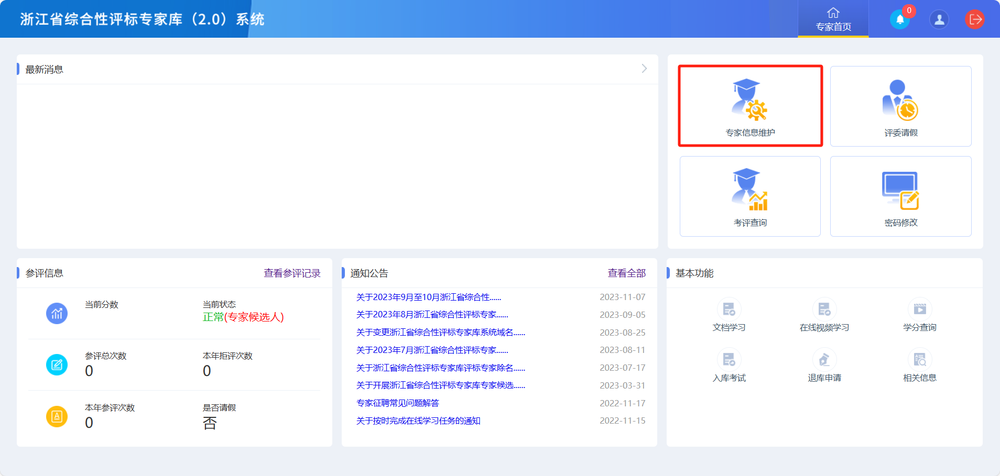 浙江省综合性评标专家库（2.0）系统
专家首页
0
最新消息
专家信息维护
评委请假
考评查询
密码修改
参评信息
查看参评记录
当前分数
当前状态
正常(专家候选人)
参评总次数
本年拒评次数
0
0
本年参评次数
是否请假
0
否
通知公告
查看全部
关于2023年9月至10月浙江省综合性...... 2023-11-07
关于2023年8月浙江省综合性评标专家...... 2023-09-05
关于变更浙江省综合性评标专家库系统域名...... 2023-08-25
关于2023年7月浙江省综合性评标专家...... 2023-08-11
关于浙江省综合性评标专家库评标专家除名...... 2023-07-17
关于开展浙江省综合性评标专家库专家候选...... 2023-03-31
专家征聘常见问题解答 2022-11-17
关于按时完成在线学习任务的通知 2022-11-15
基本功能
文档学习
在线视频学习
学分查询
入库考试
退库申请
相关信息